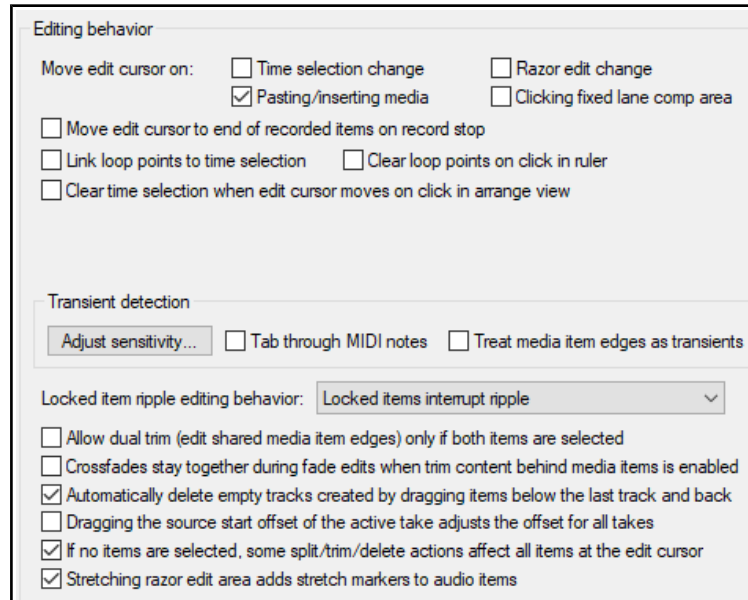 Editing behavior
Move edit cursor on: Time selection change Razor edit change
Pasting/inserting media Clicking fixed lane comp area
Move edit cursor to end of recorded items on record stop
Link loop points to time selection Clear loop points on click in ruler
Clear time selection when edit cursor moves on click in arrange view
Transient detection
Adjust sensitivity... Tab through MIDI notes Treat media item edges as transients
Locked item ripple editing behavior: Locked items interrupt ripple
Allow dual trim (edit shared media item edges) only if both items are selected
Crossfades stay together during fade edits when trim content behind media items is enabled
Automatically delete empty tracks created by dragging items below the last track and back
Dragging the source start offset of the active take adjusts the offset for all takes
If no items are selected, some split/trim/delete actions affect all items at the edit cursor
Stretching razor edit area adds stretch markers to audio items